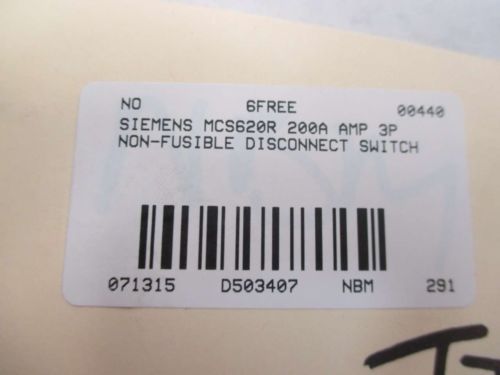 NO 6FREE 00440
SIEMENS MCS620R 200A AMP 3P
NON-FUSIBLE DISCONNECT SWITCH
071315 D503407 NBM 291